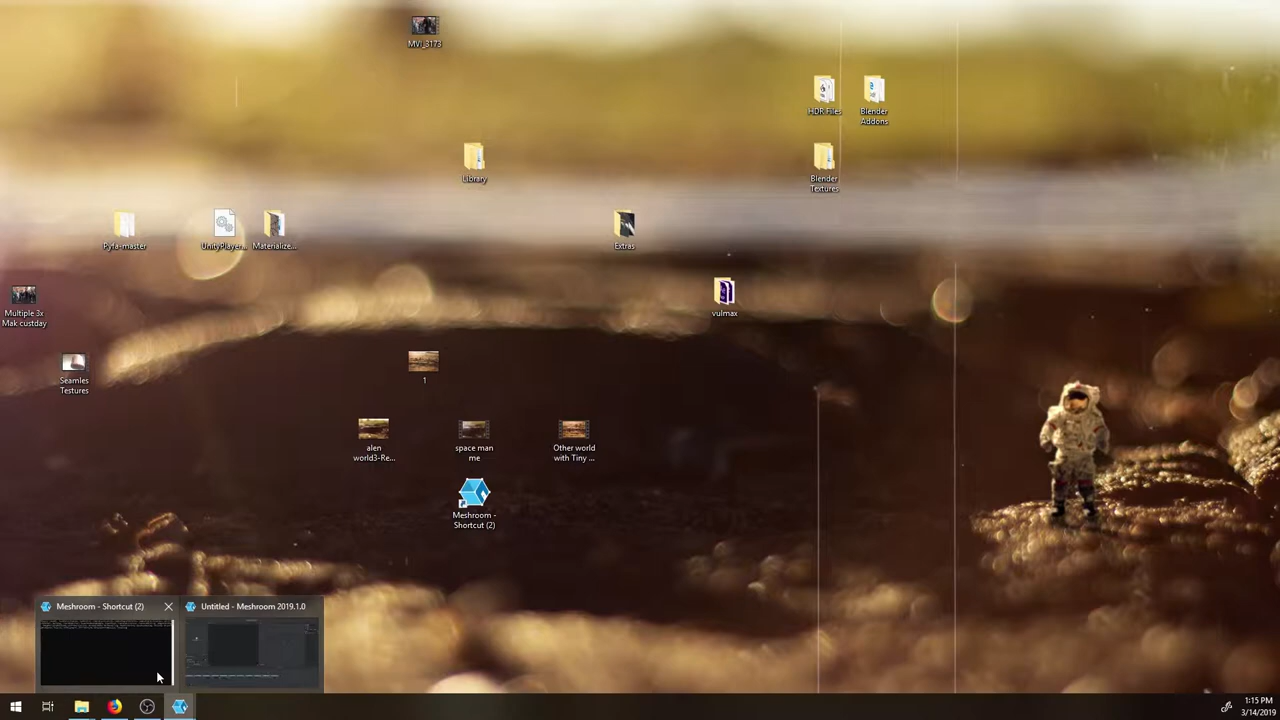 MVI_3173
HDR Files
Blender
Addons
Library
Blender
Textures
Pyfa-master
UnityPlayer...
Materialize...
Extras
Multiple 3x
Mak custday
vulmax
Seamles
Testures
1
alen
world3-Re...
space man
me
Other world
with Tiny ...
Meshroom -
Shortcut (2)
Meshroom - Shortcut (2)
Untitled - Meshroom 2019.1.0
1:15 PM
3/14/2019